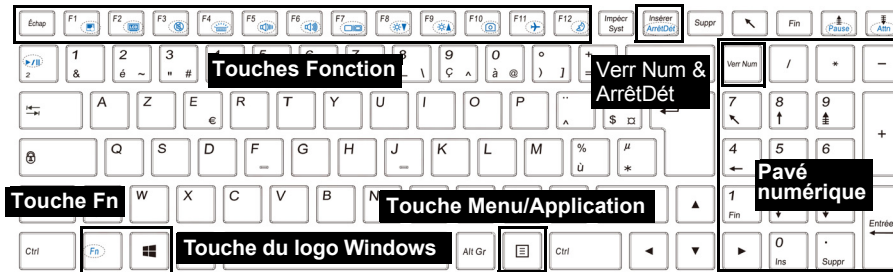 Échap F1 F2 F3 F4 F5 F6 F7 F8 F9 F10 F11 F12 Impécr Syst Insérer ArrêtDét Suppr Fin Pause Attn
2 1 & 2 é ~ 3 " # Touches Fonction \ 9 Ç ^ 0 à @ ° ) ] + = Verr Num & ArrêtDét Verr Num / * -
A Z E € R T Y U I O P ¨ ^ $ ¤ 7 8 9 +
Q S D F G H J K L M % ù µ * 4 5 6
Touche Fn W X C V B N Touche Menu/Application Pavé numérique 1 Fin Entrée
Ctrl Fn Touche du logo Windows Alt Gr Ctrl 0 Ins . Suppr